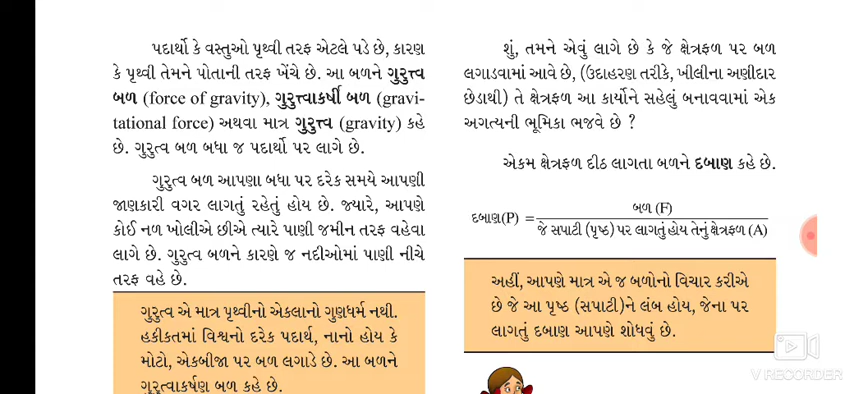 પદાર્થો કે વસ્તુઓ પૃથ્વી તરફ એટલે પડે છે, કારણ
કે પૃથ્વી તેમને પોતાની તરફ ખેંચે છે. આ બળને ગુરુત્વ
બળ (force of gravity), ગુરુત્વાકર્ષી બળ (gravi-
tational force) અથવા માત્ર ગુરુત્ત્વ (gravity) કહે
છે. ગુરુત્વ બળ બધા જ પદાર્થો પર લાગે છે.
ગુરુત્વ બળ આપણા બધા પર દરેક સમયે આપણી
જાણકારી વગર લાગતું રહેતું હોય છે. જ્યારે, આપણે
કોઈ નળ ખોલીએ છીએ ત્યારે પાણી જમીન તરફ વહેવા
લાગે છે. ગુરુત્વ બળને કારણે જ નદીઓમાં પાણી નીચે
તરફ વહે છે.
ગુરુત્વ એ માત્ર પૃથ્વીનો એકલાનો ગુણધર્મ નથી.
હકીકતમાં વિશ્વનો દરેક પદાર્થ, નાનો હોય કે
મોટો, એકબીજા પર બળ લગાડે છે. આ બળને
ગુરુત્વાકર્ષણ બળ કહે છે.
શું, તમને એવું લાગે છે કે જે ક્ષેત્રફળ પર બળ
લગાડવામાં આવે છે, (ઉદાહરણ તરીકે, ખીલીના અણીદાર
છેડાથી) તે ક્ષેત્રફળ આ કાર્યોને સહેલું બનાવવામાં એક
અગત્યની ભૂમિકા ભજવે છે ?
એકમ ક્ષેત્રફળ દીઠ લાગતા બળને દબાણ કહે છે.
દબાણ(P) = બળ (F)
જે સપાટી (પૃષ્ઠ) પર લાગતું હોય તેનું ક્ષેત્રફળ (A)
અહીં, આપણે માત્ર એ જ બળોનો વિચાર કરીએ
છે જે આ પૃષ્ઠ (સપાટી)ને લંબ હોય, જેના પર
લાગતું દબાણ આપણે શોધવું છે.
V RECORDER